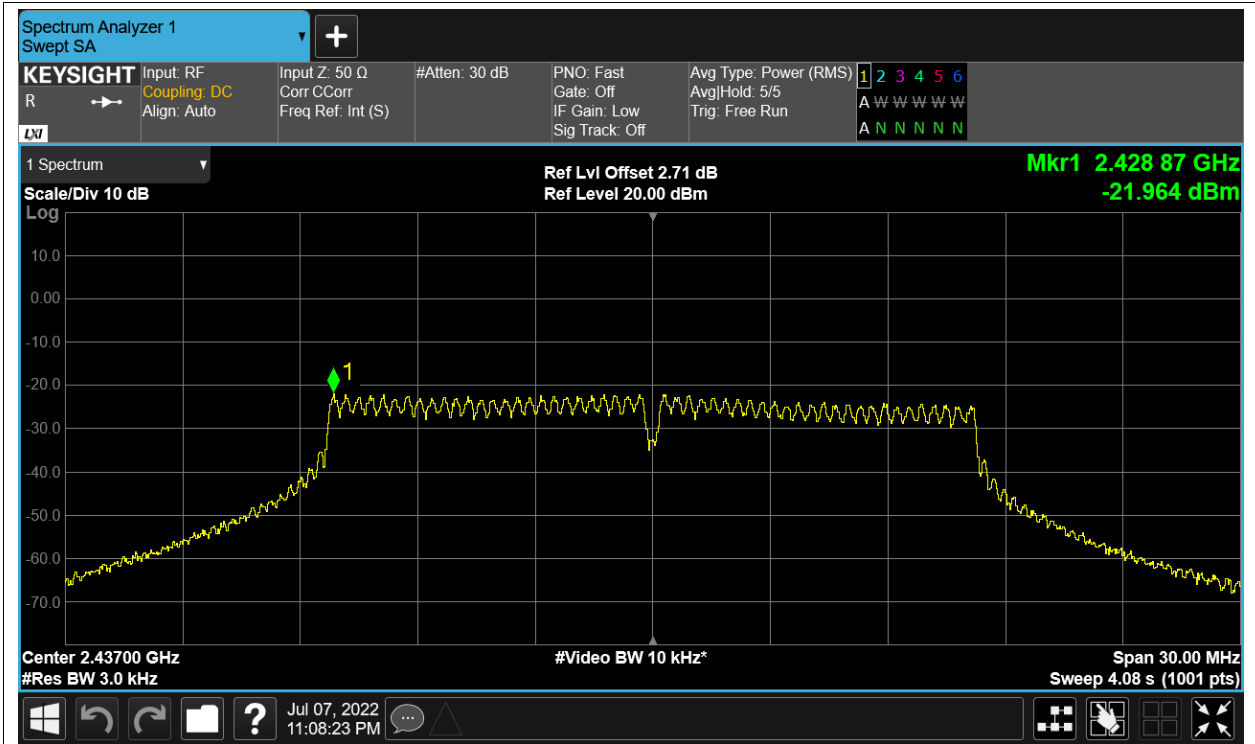 Spectrum Analyzer 1
Swept SA
KEYSIGHT
R
LXI
Input: RF
Coupling: DC
Align: Auto
Input Z: 50 Ω
Corr CCorr
Freq Ref: Int (S)
#Atten: 30 dB
PNO: Fast
Gate: Off
IF Gain: Low
Sig Track: Off
Avg Type: Power (RMS)
Avg|Hold: 5/5
Trig: Free Run
1 2 3 4 5 6
A W W W W W
A N N N N N
1 Spectrum
Scale/Div 10 dB
Ref Lvl Offset 2.71 dB
Ref Level 20.00 dBm
Mkr1 2.428 87 GHz
-21.964 dBm
Log
10.0
0.00
-10.0
1
-20.0
-30.0
-40.0
-50.0
-60.0
-70.0
Center 2.43700 GHz
#Res BW 3.0 kHz
#Video BW 10 kHz*
Span 30.00 MHz
Sweep 4.08 s (1001 pts)
?
Jul 07, 2022
11:08:23 PM